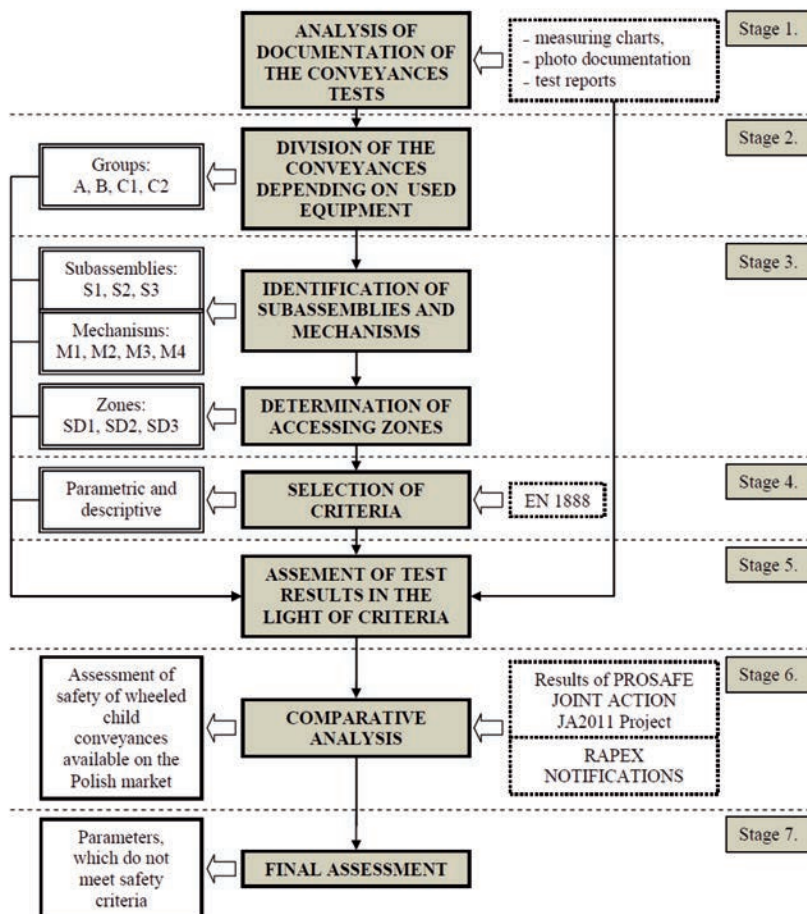 ANALYSIS OF
DOCUMENTATION OF
THE CONVEYANCES
TESTS
- measuring charts,
- photo documentation
- test reports
Stage 1.
Groups:
A, B, C1, C2
DIVISION OF THE
CONVEYANCES
DEPENDING ON USED
EQUIPMENT
Stage 2.
Subassemblies:
S1, S2, S3
Mechanisms:
M1, M2, M3, M4
IDENTIFICATION OF
SUBASSEMBLIES AND
MECHANISMS
Stage 3.
Zones:
SD1, SD2, SD3
DETERMINATION OF
ACCESSING ZONES
Parametric and
descriptive
SELECTION OF
CRITERIA
EN 1888
Stage 4.
ASSEMENT OF TEST
RESULTS IN THE
LIGHT OF CRITERIA
Stage 5.
Assessment of
safety of wheeled
child
conveyances
available on the
Polish market
COMPARATIVE
ANALYSIS
Results of PROSAFE
JOINT ACTION
JA2011 Project
RAPEX
NOTIFICATIONS
Stage 6.
Parameters,
which do not
meet safety
criteria
FINAL ASSESSMENT
Stage 7.